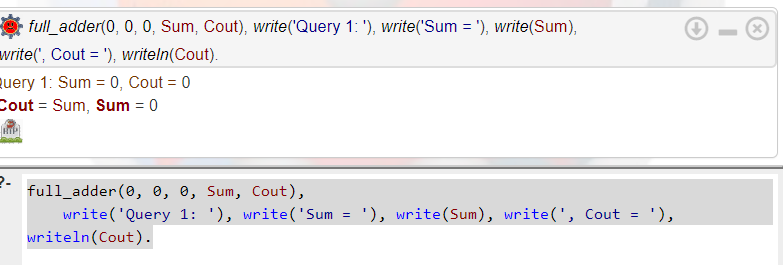 full_adder(0, 0, 0, Sum, Cout), write('Query 1: '), write('Sum = '), write(Sum),
write(', Cout = '), writeln(Cout).
Query 1: Sum = 0, Cout = 0
Cout = Sum, Sum = 0
RIP
?-
full_adder(0, 0, 0, Sum, Cout),
    write('Query 1: '), write('Sum = '), write(Sum), write(', Cout = '),
writeln(Cout).